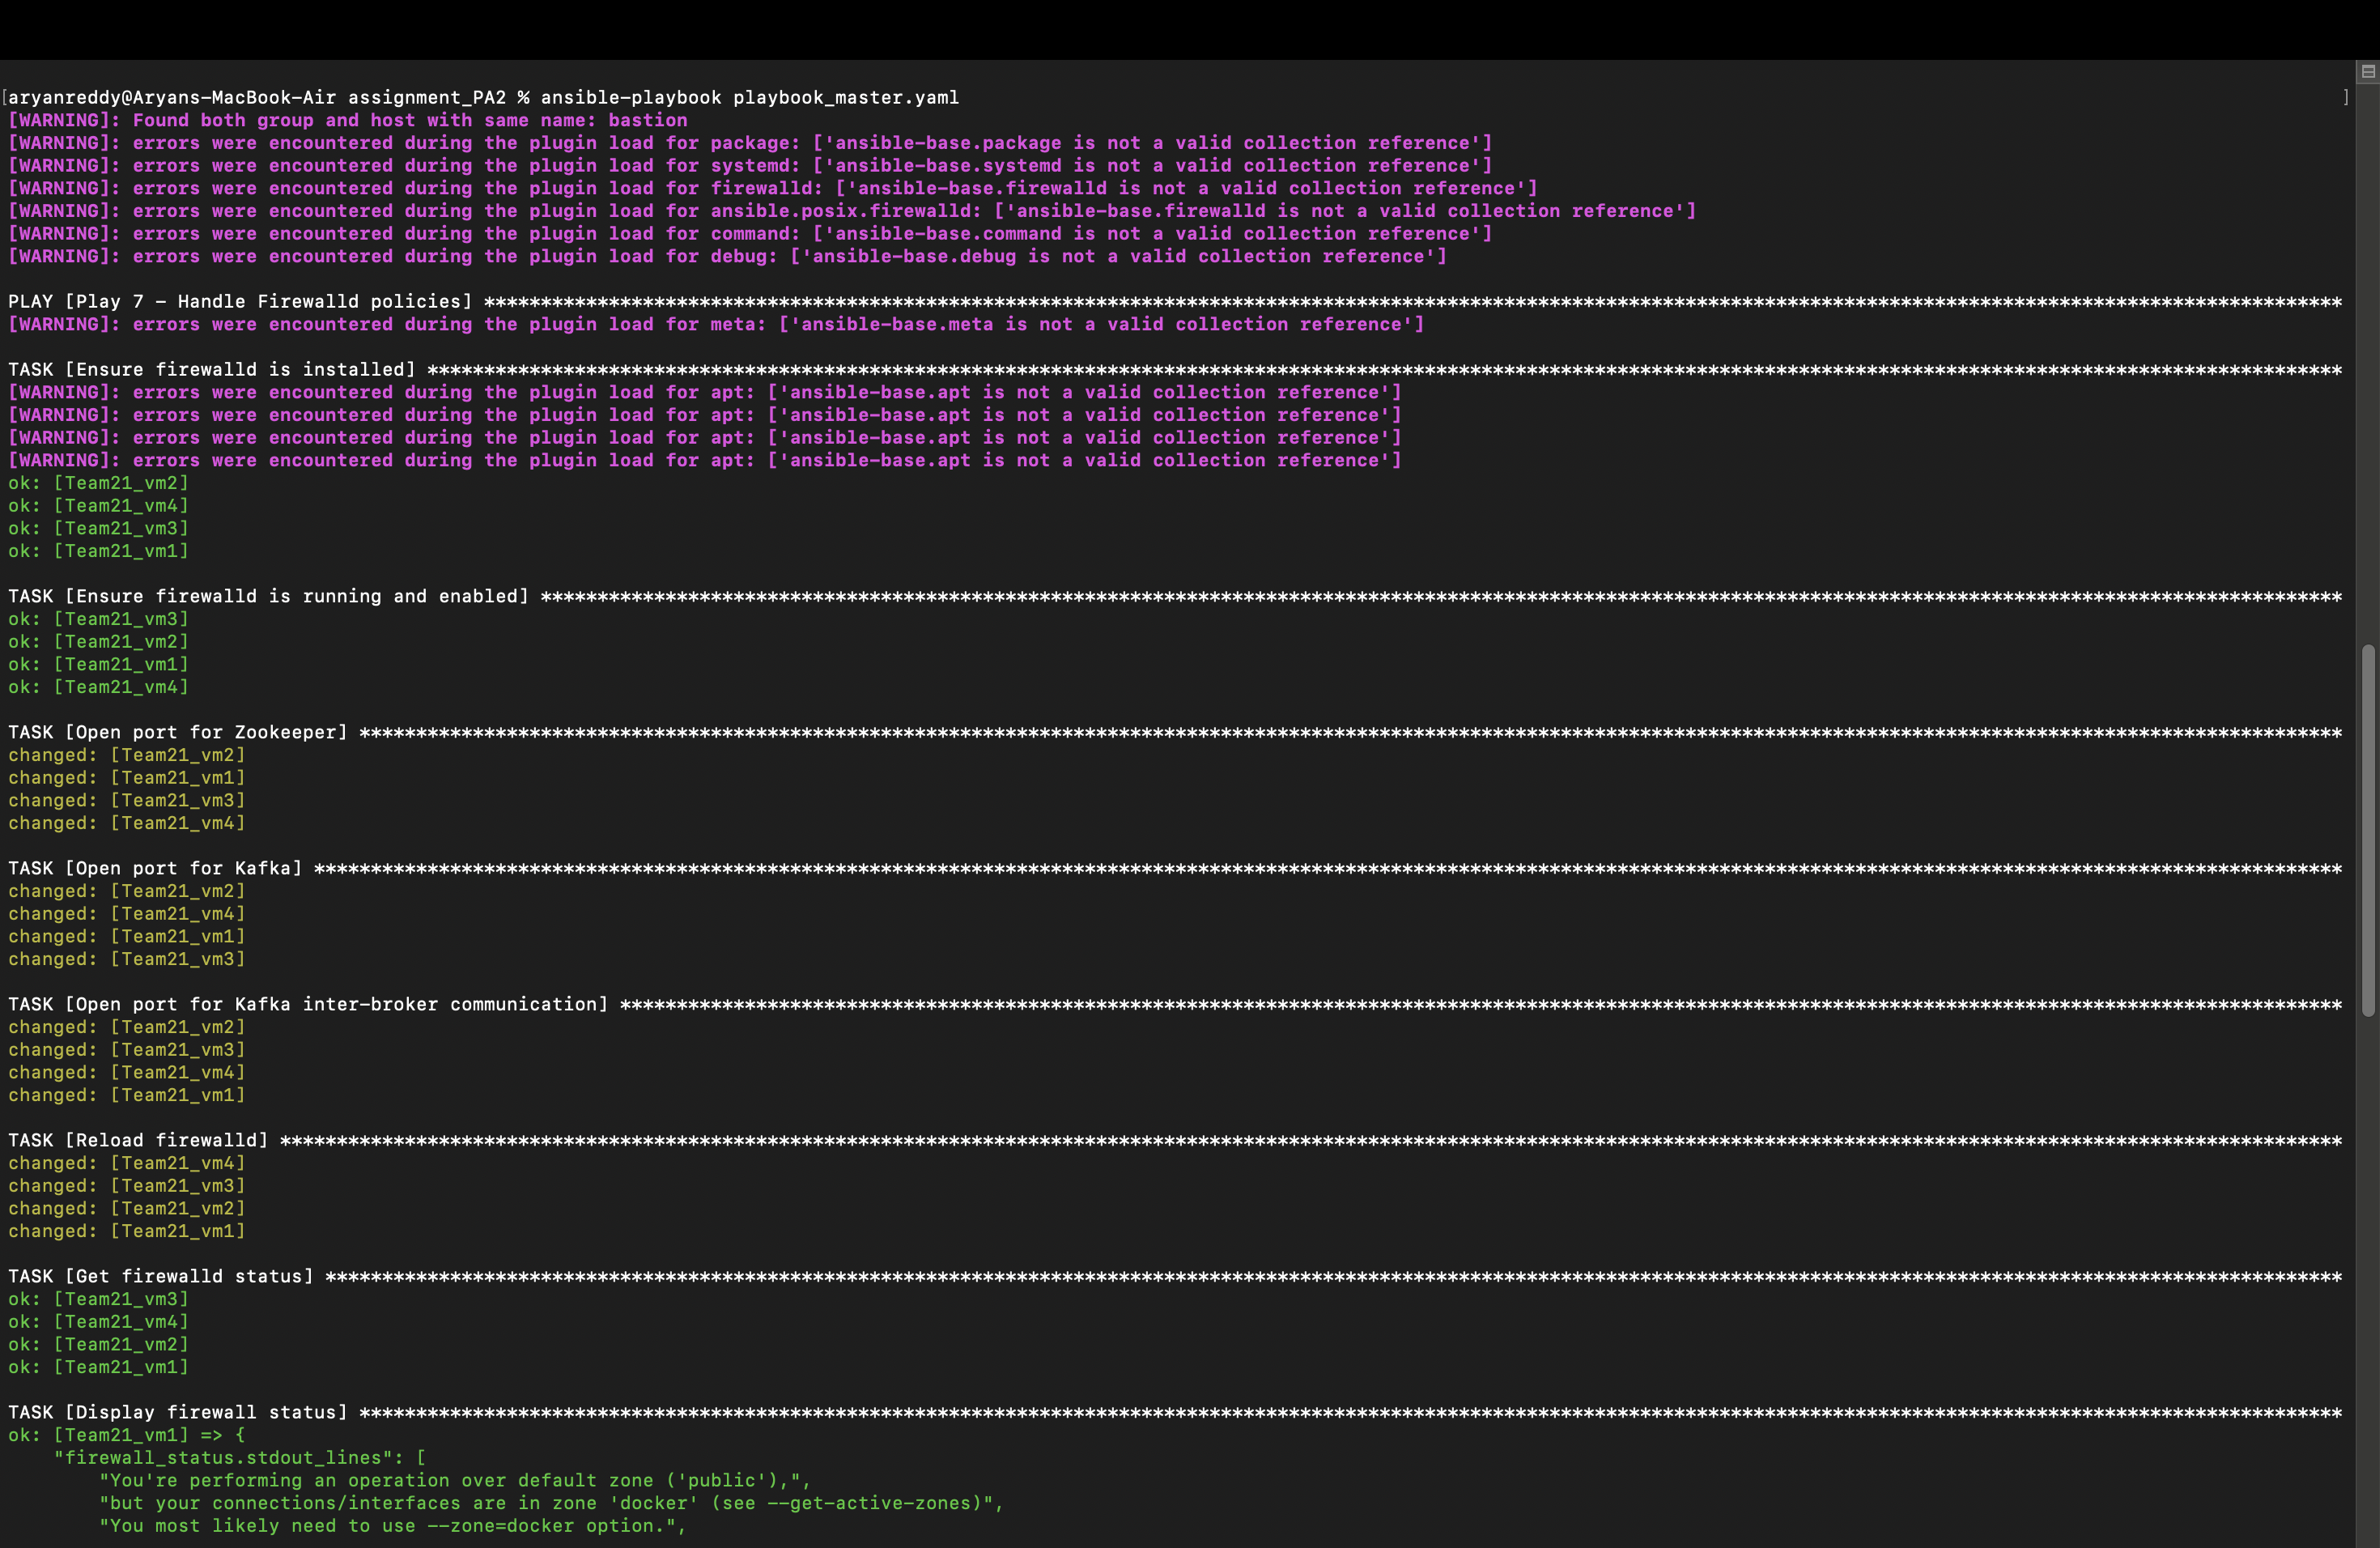 [aryanreddy@Aryans-MacBook-Air assignment_PA2 % ansible-playbook playbook_master.yaml ]
[WARNING]: Found both group and host with same name: bastion
[WARNING]: errors were encountered during the plugin load for package: ['ansible-base.package is not a valid collection reference']
[WARNING]: errors were encountered during the plugin load for systemd: ['ansible-base.systemd is not a valid collection reference']
[WARNING]: errors were encountered during the plugin load for firewalld: ['ansible-base.firewalld is not a valid collection reference']
[WARNING]: errors were encountered during the plugin load for ansible.posix.firewalld: ['ansible-base.firewalld is not a valid collection reference']
[WARNING]: errors were encountered during the plugin load for command: ['ansible-base.command is not a valid collection reference']
[WARNING]: errors were encountered during the plugin load for debug: ['ansible-base.debug is not a valid collection reference']
PLAY [Play 7 - Handle Firewalld policies] ********************************************************************************************************************************************************************
[WARNING]: errors were encountered during the plugin load for meta: ['ansible-base.meta is not a valid collection reference']
TASK [Ensure firewalld is installed] *************************************************************************************************************************************************************************
[WARNING]: errors were encountered during the plugin load for apt: ['ansible-base.apt is not a valid collection reference']
[WARNING]: errors were encountered during the plugin load for apt: ['ansible-base.apt is not a valid collection reference']
[WARNING]: errors were encountered during the plugin load for apt: ['ansible-base.apt is not a valid collection reference']
[WARNING]: errors were encountered during the plugin load for apt: ['ansible-base.apt is not a valid collection reference']
ok: [Team21_vm2]
ok: [Team21_vm4]
ok: [Team21_vm3]
ok: [Team21_vm1]
TASK [Ensure firewalld is running and enabled] ***************************************************************************************************************************************************************
ok: [Team21_vm3]
ok: [Team21_vm2]
ok: [Team21_vm1]
ok: [Team21_vm4]
TASK [Open port for Zookeeper] *******************************************************************************************************************************************************************************
changed: [Team21_vm2]
changed: [Team21_vm1]
changed: [Team21_vm3]
changed: [Team21_vm4]
TASK [Open port for Kafka] ***********************************************************************************************************************************************************************************
changed: [Team21_vm2]
changed: [Team21_vm4]
changed: [Team21_vm1]
changed: [Team21_vm3]
TASK [Open port for Kafka inter-broker communication] ********************************************************************************************************************************************************
changed: [Team21_vm2]
changed: [Team21_vm3]
changed: [Team21_vm4]
changed: [Team21_vm1]
TASK [Reload firewalld] **************************************************************************************************************************************************************************************
changed: [Team21_vm4]
changed: [Team21_vm3]
changed: [Team21_vm2]
changed: [Team21_vm1]
TASK [Get firewalld status] **********************************************************************************************************************************************************************************
ok: [Team21_vm3]
ok: [Team21_vm4]
ok: [Team21_vm2]
ok: [Team21_vm1]
TASK [Display firewall status] *******************************************************************************************************************************************************************************
ok: [Team21_vm1] => {
"firewall_status.stdout_lines": [
"You're performing an operation over default zone ('public'),",
"but your connections/interfaces are in zone 'docker' (see --get-active-zones)",
"You most likely need to use --zone=docker option.",